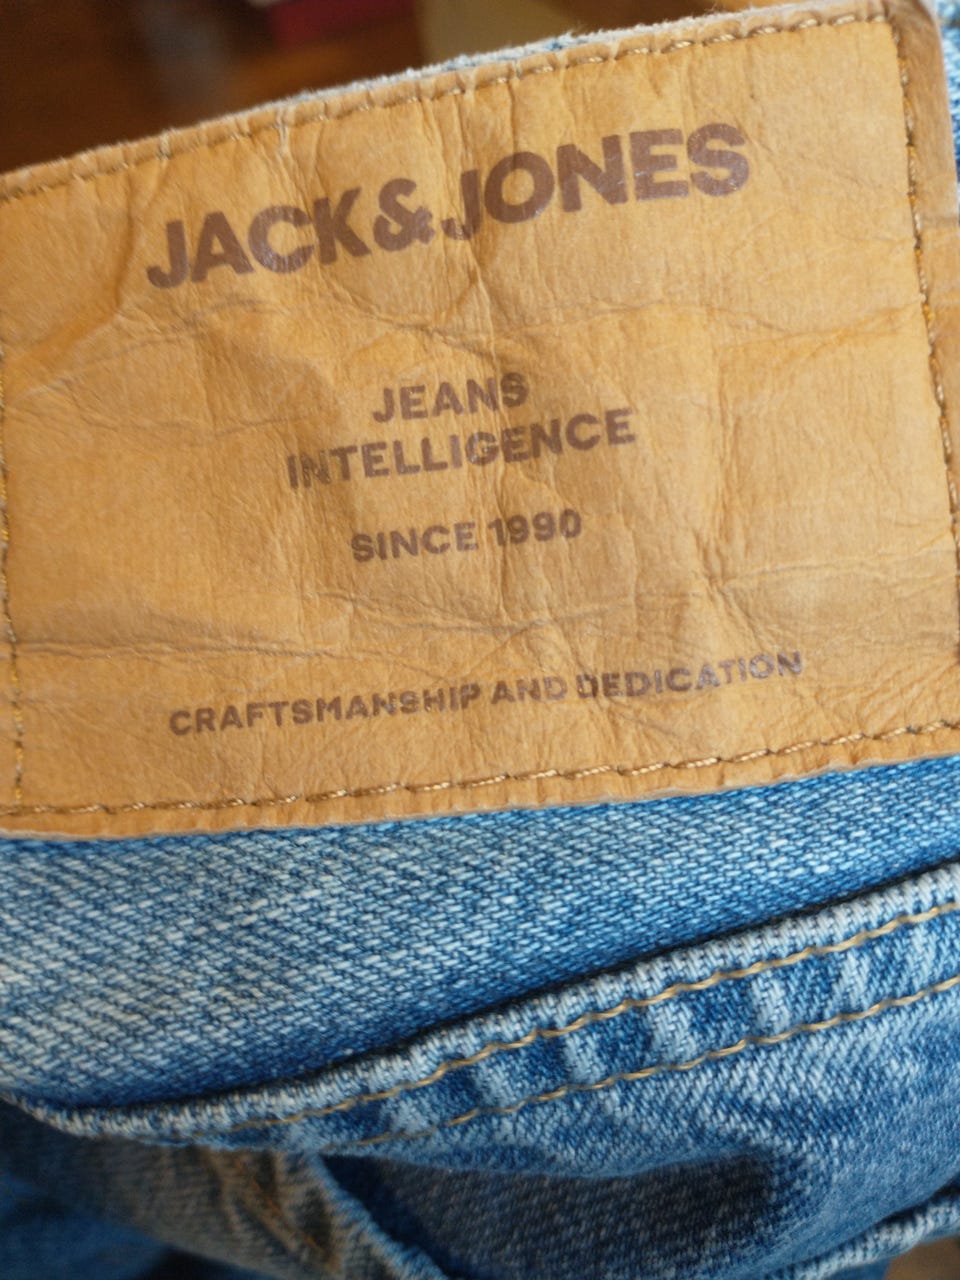 JACK&JONES
JEANS
INTELLIGENCE
SINCE 1990
CRAFTSMANSHIP AND DEDICATION